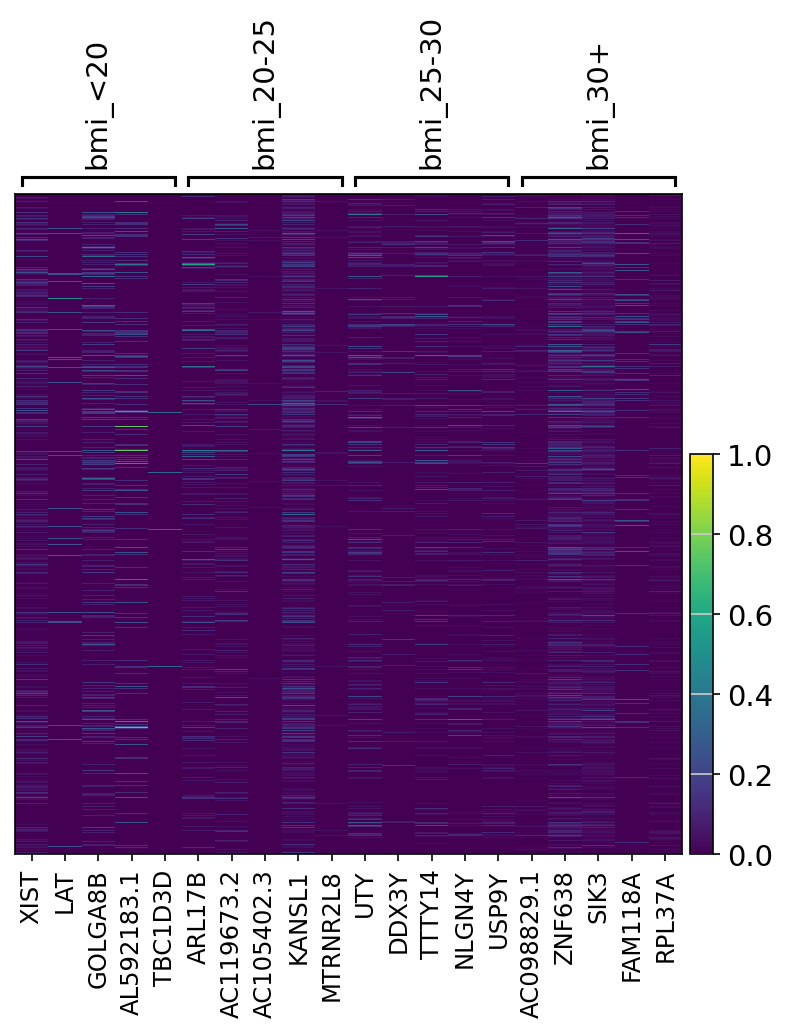 bmi_<20
bmi_20-25
bmi_25-30
bmi_30+
1.0
0.8
0.6
0.4
0.2
0.0
XIST
LAT
GOLGA8B
AL592183.1
TBC1D3D
ARL17B
AC119673.2
AC105402.3
KANSL1
MTRNR2L8
UTY
DDX3Y
TTTY14
NLGN4Y
USP9Y
AC098829.1
ZNF638
SIK3
FAM118A
RPL37A